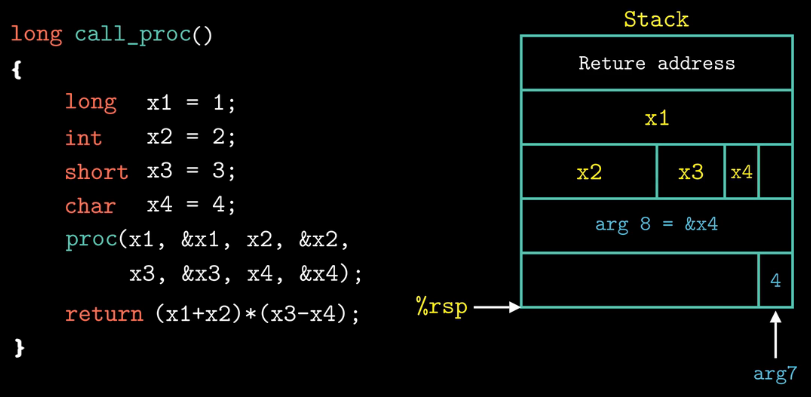 long call_proc()
{
long x1 = 1;
int x2 = 2;
short x3 = 3;
char x4 = 4;
proc(x1, &x1, x2, &x2,
x3, &x3, x4, &x4);
return (x1+x2)*(x3-x4);
}
Stack
Reture address
x1
x2 x3 x4
arg 8 = &x4
4
%rsp
arg7